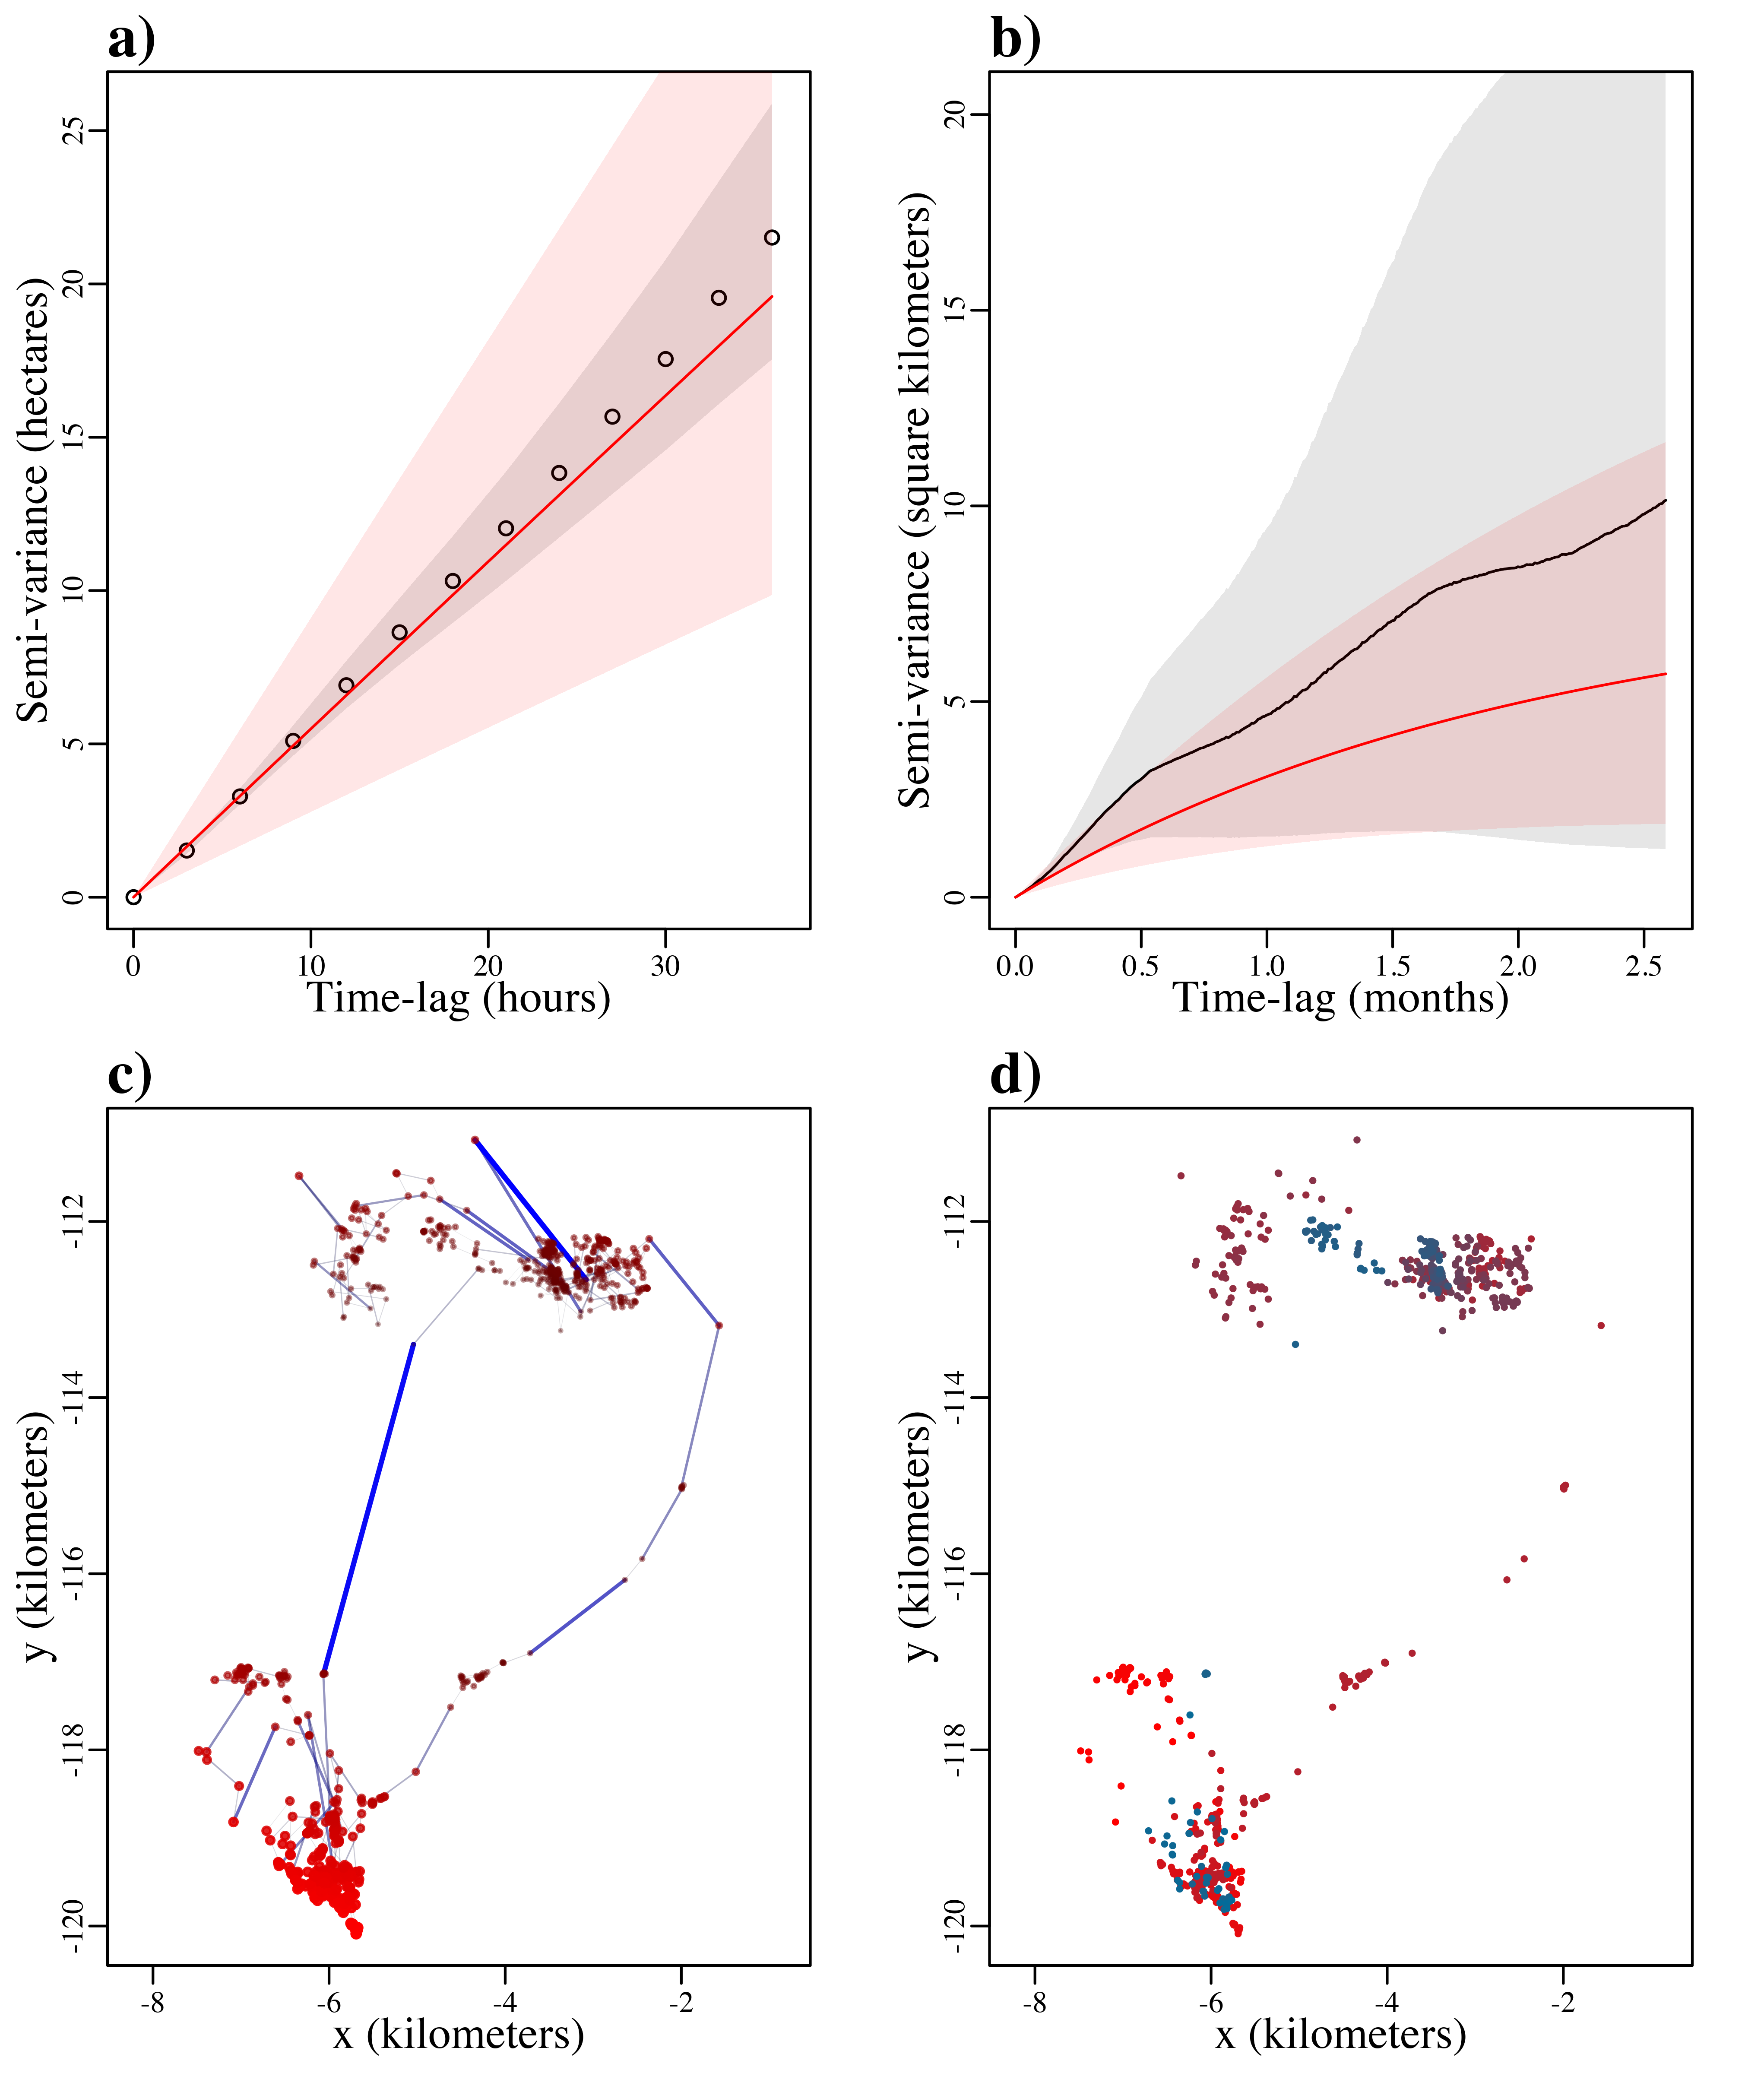 a)
Semi-variance (hectares)
0 5 10 15 20 25
0 10 20 30
Time-lag (hours)
b)
Semi-variance (square kilometers)
0 5 10 15 20
0.0 0.5 1.0 1.5 2.0 2.5
Time-lag (months)
c)
y (kilometers)
-120 -118 -116 -114 -112
-8 -6 -4 -2
x (kilometers)
d)
y (kilometers)
-120 -118 -116 -114 -112
-8 -6 -4 -2
x (kilometers)